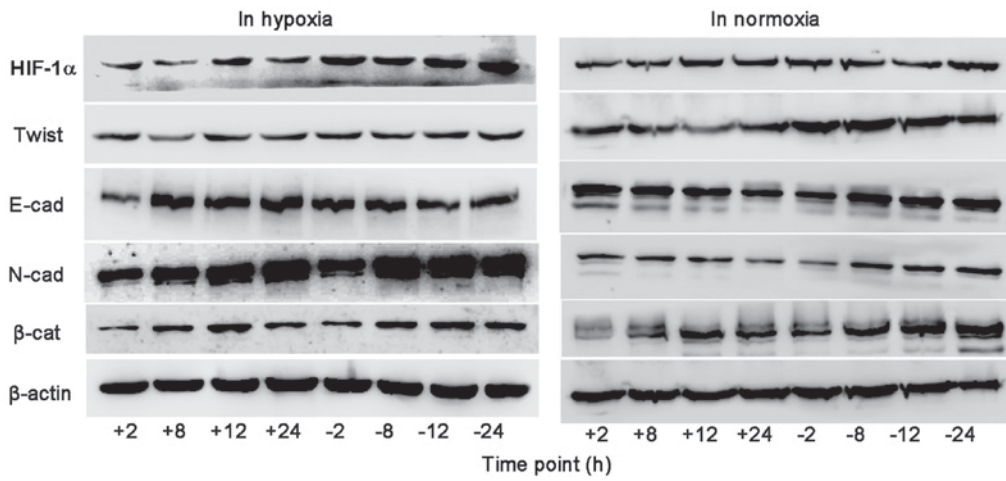 In hypoxia
In normoxia
HIF-1α
Twist
E-cad
N-cad
β-cat
β-actin
+2 +8 +12 +24 -2 -8 -12 -24
+2 +8 +12 +24 -2 -8 -12 -24
Time point (h)